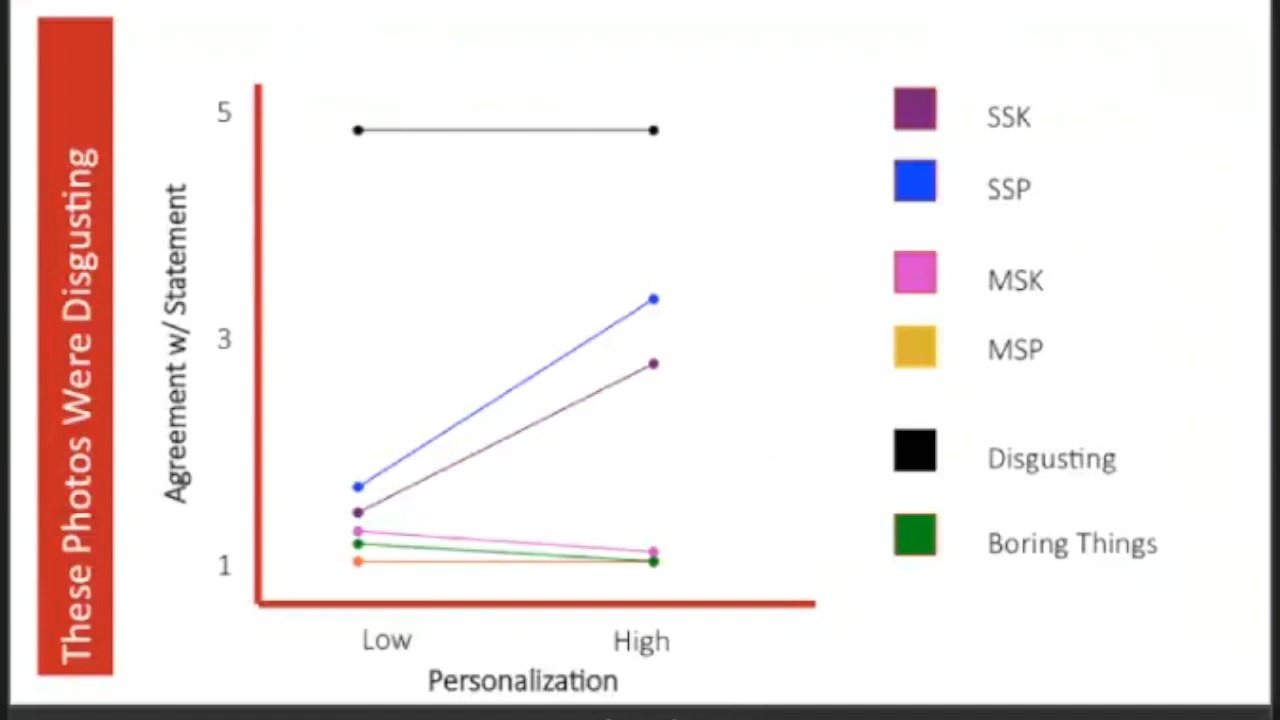 These Photos Were Disgusting
Agreement w/ Statement
5
3
1
Low
High
Personalization
SSK
SSP
MSK
MSP
Disgusting
Boring Things